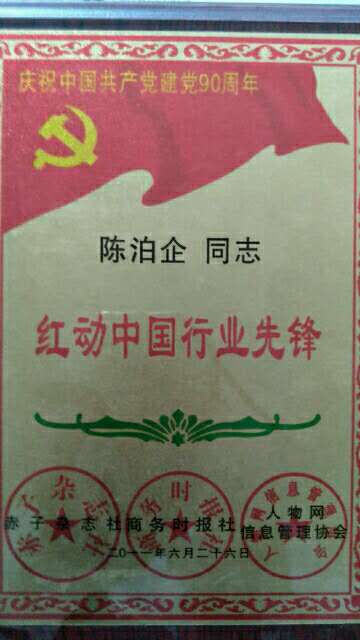 庆祝中国共产党建党90周年
陈泊企 同志
红动中国行业先锋
赤子杂志社 商务时报社 人物网
信息管理协会
二〇一一年六月二十六日